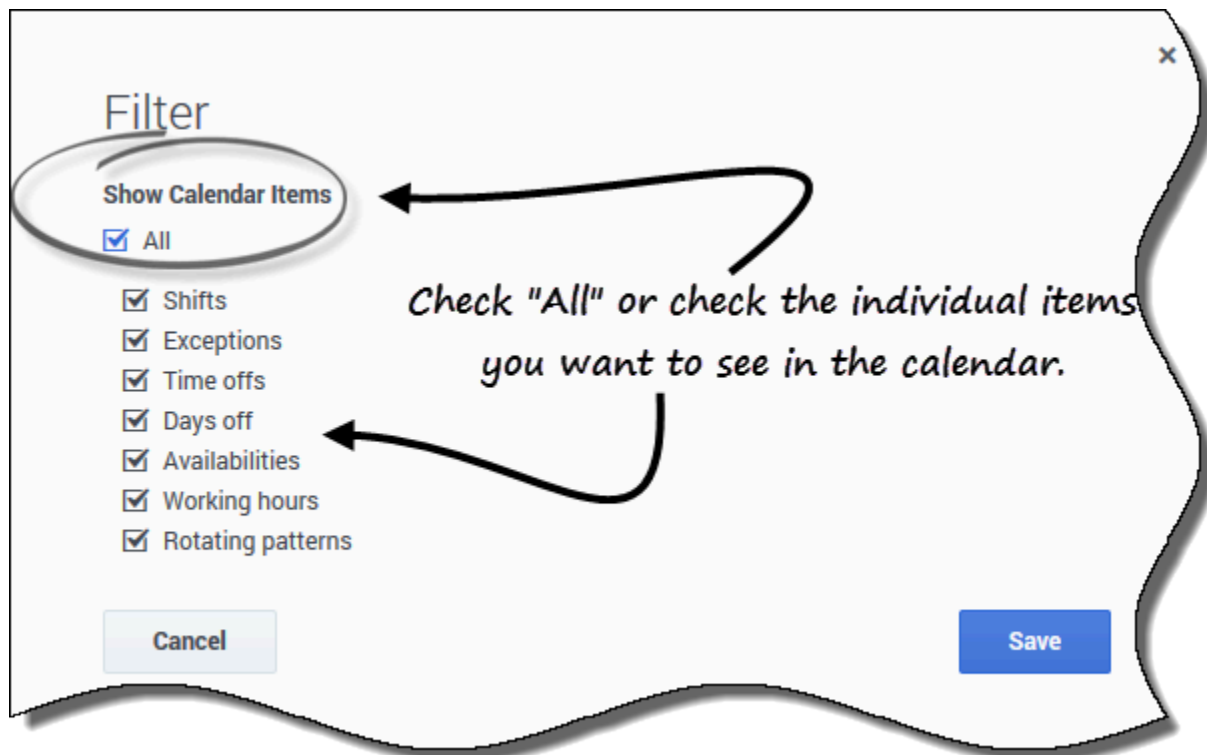 Filter
Show Calendar Items
All
Shifts
Exceptions
Time offs
Days off
Availabilities
Working hours
Rotating patterns
Check "All" or check the individual items
you want to see in the calendar.
Cancel
Save